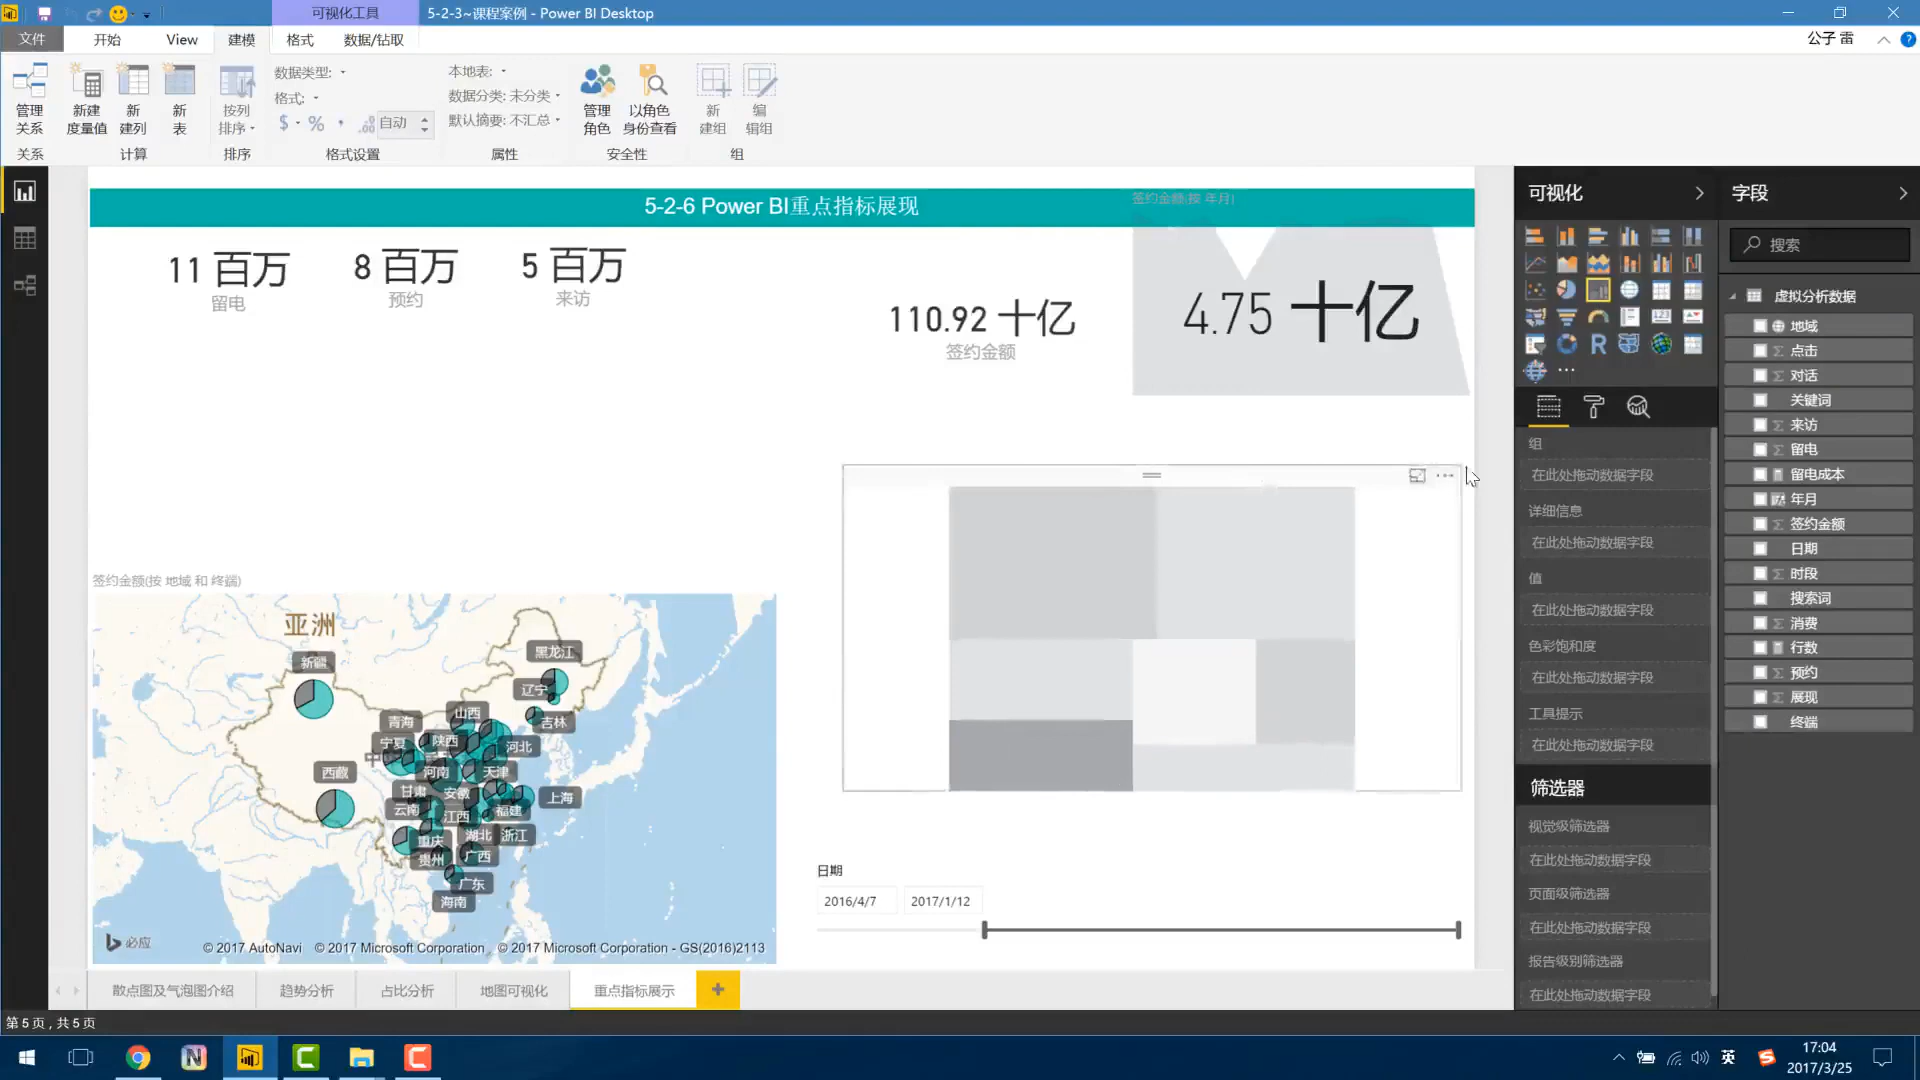 可视化工具
5-2-3~课程案例 - Power BI Desktop
文件
开始
View
建模
格式
数据/钻取
公子 雷
管理
关系
新建
度量值
新
建列
新
表
按列
排序
数据类型:
格式:
$ % , .00 自动
本地表:
数据分类: 未分类
默认摘要: 不汇总
管理
角色
以角色
身份查看
新
建组
编
辑组
关系
计算
排序
格式设置
属性
安全性
组
5-2-6 Power BI重点指标展现
11 百万
留电
8 百万
预约
5 百万
来访
110.92 十亿
签约金额
签约金额(按 年月)
4.75 十亿
签约金额(按 地域 和 终端)
亚洲
新疆
黑龙江
辽宁
吉林
青海
山西
宁夏
陕西
河北
中
西藏
河南
天津
甘肃
安徽
上海
云南
江西
福建
重庆
湖北
浙江
贵州
广西
广东
海南
必应
© 2017 AutoNavi © 2017 Microsoft Corporation © 2017 Microsoft Corporation - GS(2016)2113
日期
2016/4/7
2017/1/12
散点图及气泡图介绍
趋势分析
占比分析
地图可视化
重点指标展示
+
第 5 页 , 共 5 页
可视化
R
123
组
在此处拖动数据字段
详细信息
在此处拖动数据字段
值
在此处拖动数据字段
色彩饱和度
在此处拖动数据字段
工具提示
在此处拖动数据字段
筛选器
视觉级筛选器
在此处拖动数据字段
页面级筛选器
在此处拖动数据字段
报告级别筛选器
在此处拖动数据字段
字段
搜索
虚拟分析数据
地域
点击
对话
关键词
来访
留电
留电成本
年月
签约金额
日期
时段
搜索词
消费
行数
预约
展现
终端
英
17:04
2017/3/25